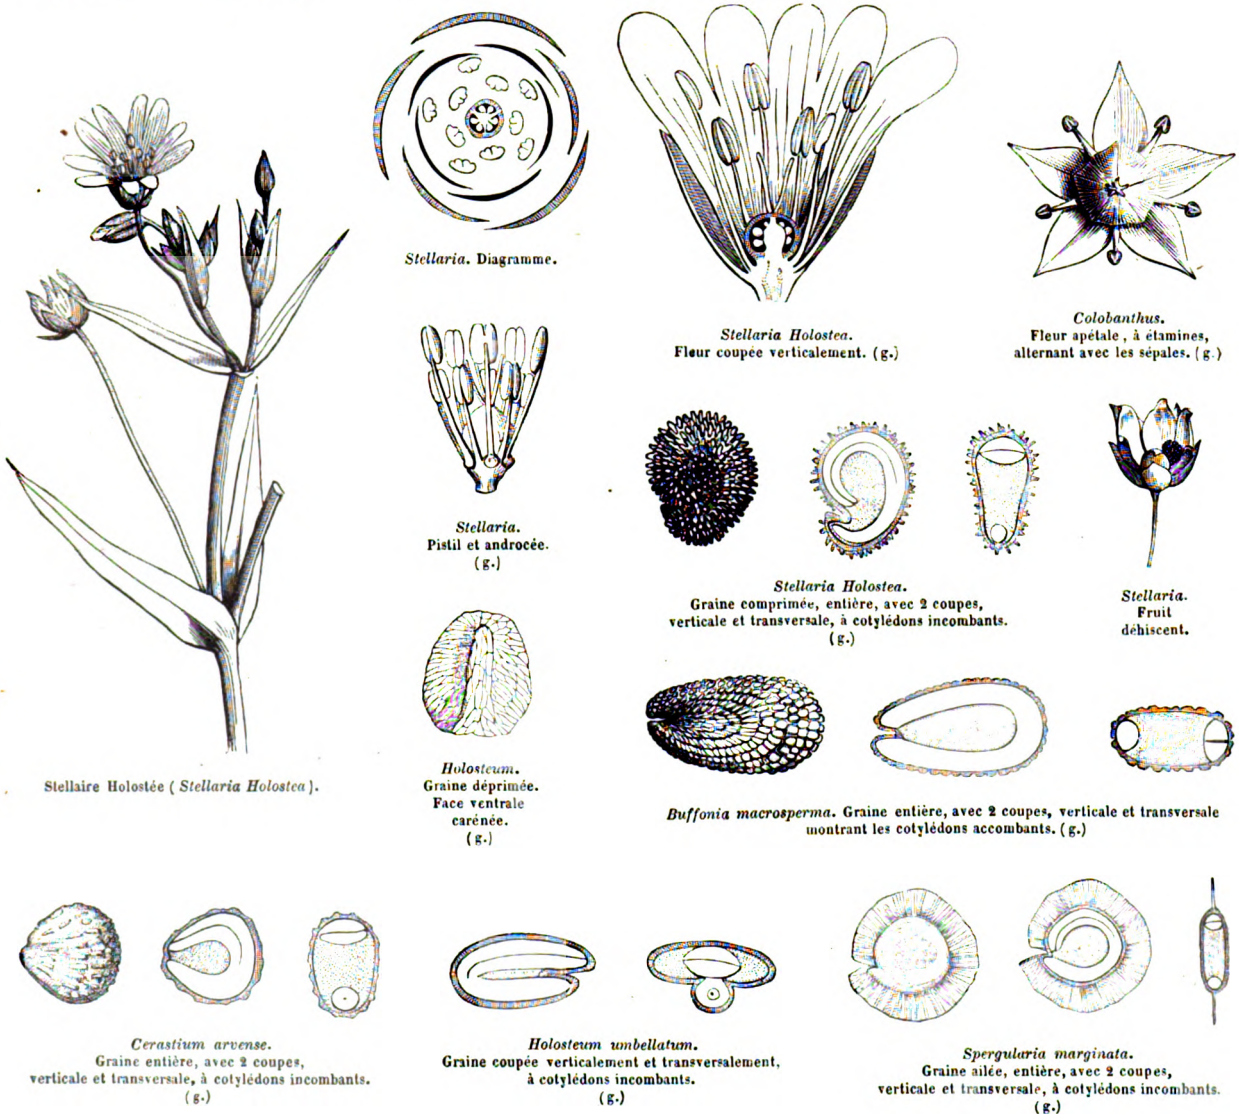 Stellaria. Diagramme.
Stellaria Holostea.
Fleur coupée verticalement. (g.)
Colobanthus.
Fleur apétale, à étamines,
alternant avec les sépales. (g.)
Stellaria.
Pistil et androcée.
(g.)
Stellaria Holostea.
Graine comprimée, entière, avec 2 coupes,
verticale et transversale, à cotylédons incombants.
(g.)
Stellaria.
Fruit
déhiscent.
Stellaire Holostée (Stellaria Holostea).
Holosteum.
Graine déprimée.
Face ventrale
carénée.
(g.)
Buffonia macrosperma. Graine entière, avec 2 coupes, verticale et transversale
montrant les cotylédons accombants. (g.)
Cerastium arvense.
Graine entière, avec 2 coupes,
verticale et transversale, à cotylédons incombants.
(g.)
Holosteum umbellatum.
Graine coupée verticalement et transversalement,
à cotylédons incombants.
(g.)
Spergularia marginata.
Graine ailée, entière, avec 2 coupes,
verticale et transversale, à cotylédons incombants.
(g.)